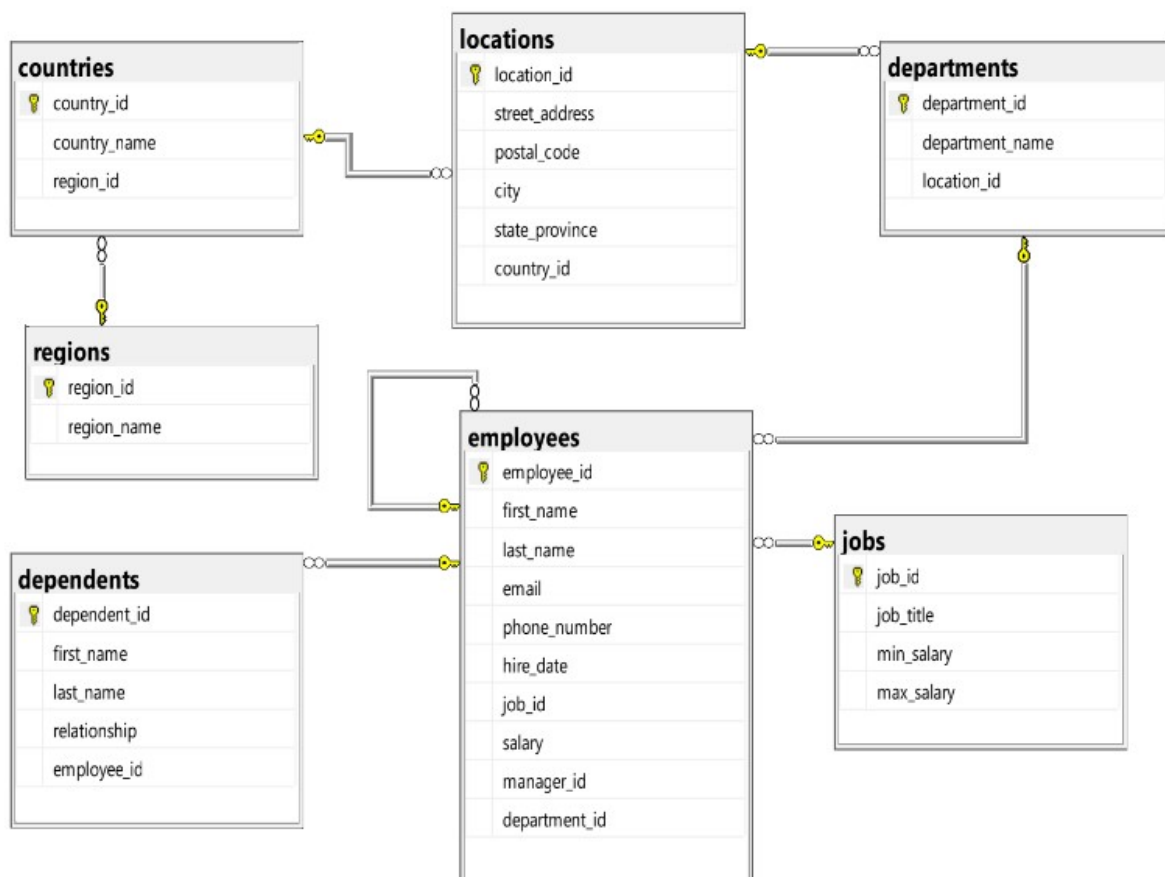 countries
country_id
country_name
region_id
locations
location_id
street_address
postal_code
city
state_province
country_id
departments
department_id
department_name
location_id
regions
region_id
region_name
employees
employee_id
first_name
last_name
email
phone_number
hire_date
job_id
salary
manager_id
department_id
dependents
dependent_id
first_name
last_name
relationship
employee_id
jobs
job_id
job_title
min_salary
max_salary